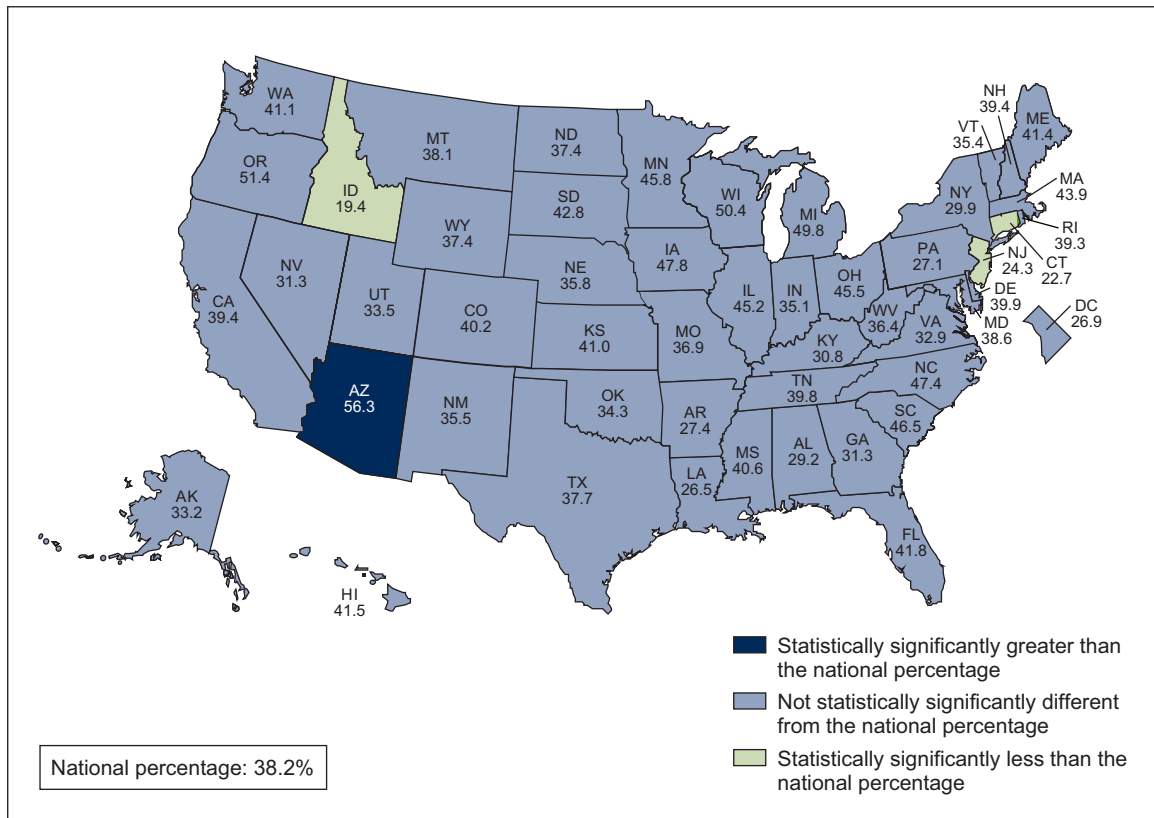 WA
41.1
OR
51.4
ID
19.4
MT
38.1
ND
37.4
MN
45.8
SD
42.8
WY
37.4
WI
50.4
MI
49.8
NH
39.4
VT
35.4
ME
41.4
MA
43.9
NY
29.9
RI
39.3
CT
22.7
NJ
24.3
PA
27.1
DE
39.9
MD
38.6
DC
26.9
CA
39.4
NV
31.3
UT
33.5
CO
40.2
NE
35.8
IA
47.8
KS
41.0
MO
36.9
IL
45.2
IN
35.1
OH
45.5
WV
36.4
VA
32.9
KY
30.8
NC
47.4
TN
39.8
SC
46.5
AZ
56.3
NM
35.5
OK
34.3
AR
27.4
TX
37.7
LA
26.5
MS
40.6
AL
29.2
GA
31.3
FL
41.8
AK
33.2
HI
41.5
Statistically significantly greater than
the national percentage
Not statistically significantly different
from the national percentage
Statistically significantly less than the
national percentage
National percentage: 38.2%